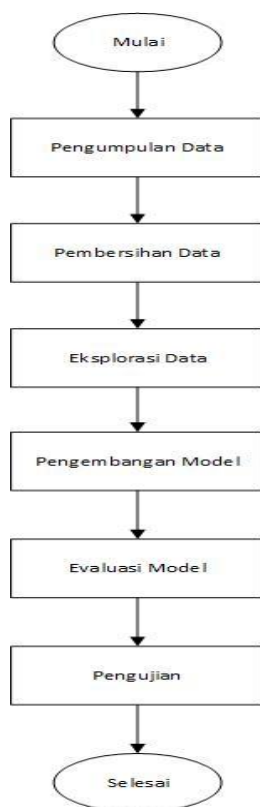 Mulai
Pengumpulan Data
Pembersihan Data
Eksplorasi Data
Pengembangan Model
Evaluasi Model
Pengujian
Selesai